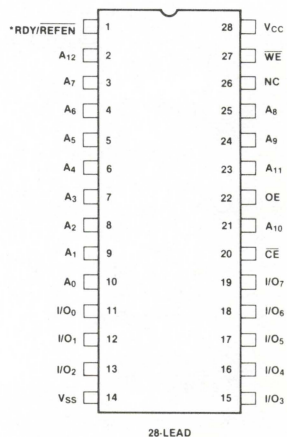 *RDY/REFEN 1 28 VCC
A12 2 27 WE
A7 3 26 NC
A6 4 25 A8
A5 5 24 A9
A4 6 23 A11
A3 7 22 OE
A2 8 21 A10
A1 9 20 CE
A0 10 19 I/O7
I/O0 11 18 I/O6
I/O1 12 17 I/O5
I/O2 13 16 I/O4
VSS 14 15 I/O3
28-LEAD